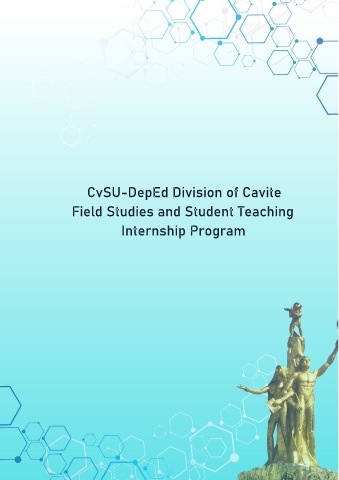 CvSU-DepEd Division of Cavite
Field Studies and Student Teaching
Internship Program